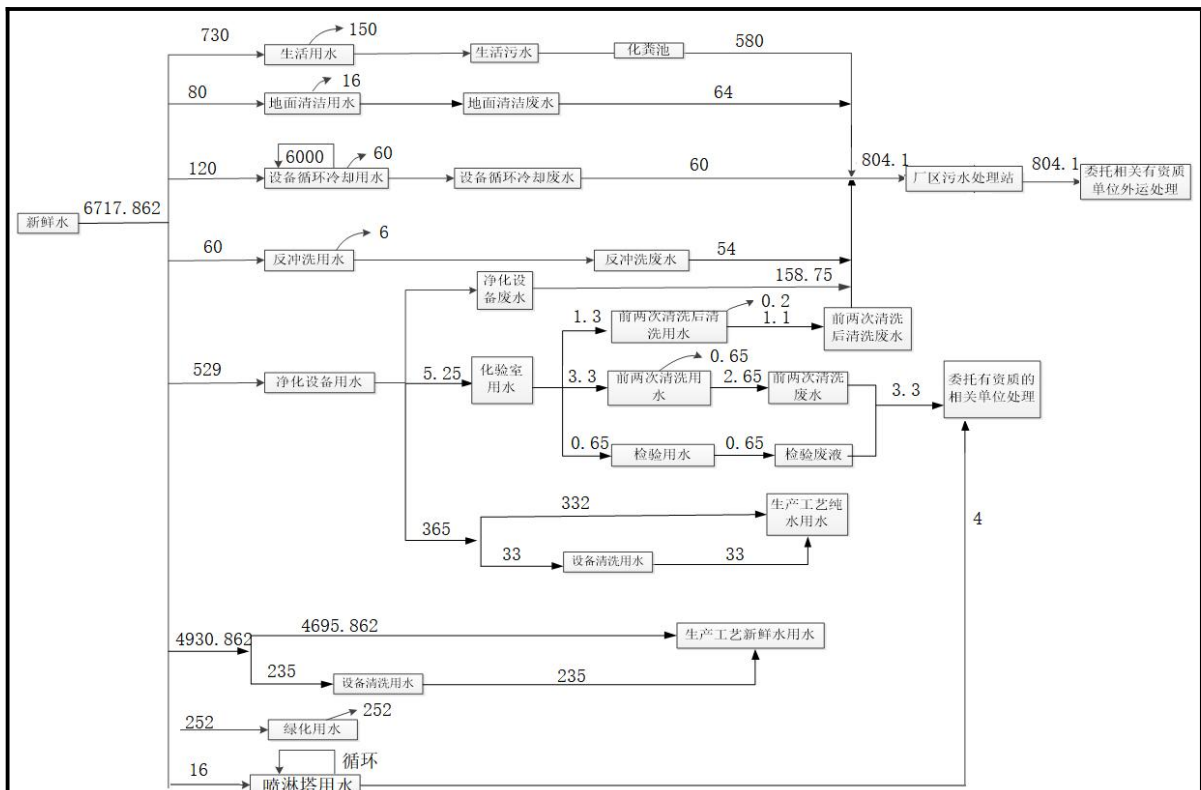 730
150
生活用水
生活污水
化粪池
580
80
16
地面清洁用水
地面清洁废水
64
6000
60
120
设备循环冷却用水
设备循环冷却废水
60
804.1
厂区污水处理站
804.1
委托相关有资质
单位外运处理
新鲜水
6717.862
60
6
反冲洗用水
反冲洗废水
54
净化设
备废水
158.75
1.3
前两次清洗后清
洗用水
0.2
1.1
前两次清洗
后清洗废水
529
净化设备用水
5.25
化验室
用水
3.3
前两次清洗用
水
0.65
2.65
前两次清洗
废水
3.3
委托有资质的
相关单位处理
0.65
检验用水
0.65
检验废液
365
332
生产工艺纯
水用水
33
设备清洗用水
33
4
4930.862
4695.862
生产工艺新鲜水用水
235
设备清洗用水
235
252
绿化用水
252
16
循环
喷淋塔用水